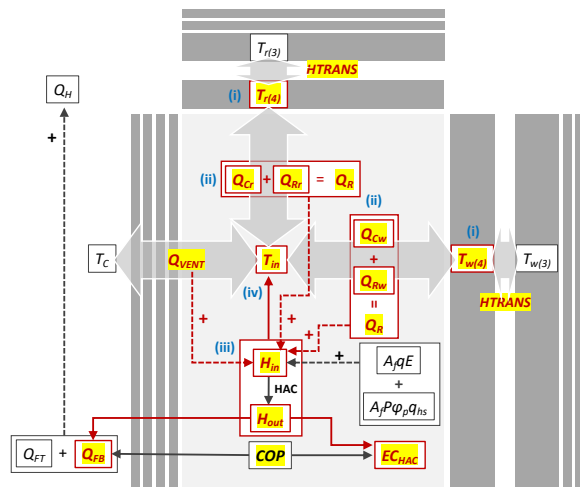 T_r(3)
HTRANS
Q_H
(i) T_r(4)
+
(ii) Q_Cr + Q_Rr = Q_R
(ii)
Q_Cw
+
Q_Rw
=
Q_R
(i)
T_C
Q_VENT
T_in
T_w(4)
T_w(3)
HTRANS
(iv)
+
+
+
(iii)
H_in
+
A_fqE
+
A_fPφ_pq_hs
HAC
H_out
Q_FT + Q_FB
COP
EC_HAC